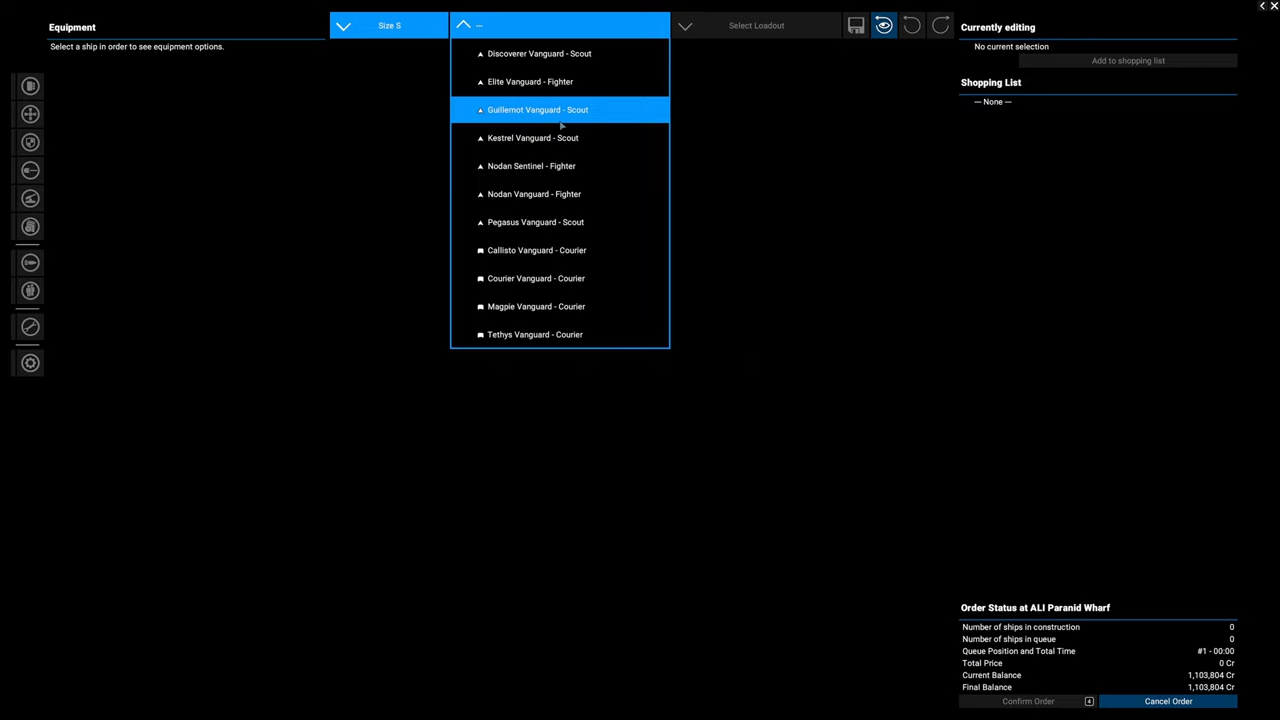 Equipment
Select a ship in order to see equipment options.
Size S
--
Select Loadout
Discoverer Vanguard - Scout
Elite Vanguard - Fighter
Guillemot Vanguard - Scout
Kestrel Vanguard - Scout
Nodan Sentinel - Fighter
Nodan Vanguard - Fighter
Pegasus Vanguard - Scout
Callisto Vanguard - Courier
Courier Vanguard - Courier
Magpie Vanguard - Courier
Tethys Vanguard - Courier
Currently editing
No current selection
Add to shopping list
Shopping List
--- None ---
Order Status at ALI Paranid Wharf
Number of ships in construction 0
Number of ships in queue 0
Queue Position and Total Time #1 - 00:00
Total Price 0 Cr
Current Balance 1,103,804 Cr
Final Balance 1,103,804 Cr
Confirm Order 4 Cancel Order